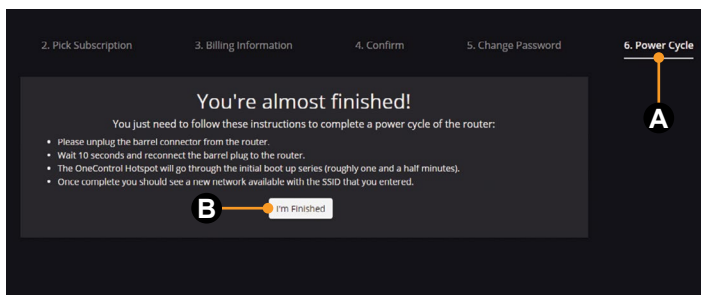 2. Pick Subscription 3. Billing Information 4. Confirm 5. Change Password 6. Power Cycle
A
You're almost finished!
You just need to follow these instructions to complete a power cycle of the router:
• Please unplug the barrel connector from the router.
• Wait 10 seconds and reconnect the barrel plug to the router.
• The OneControl Hotspot will go through the initial boot up series (roughly one and a half minutes).
• Once complete you should see a new network available with the SSID that you entered.
B I'm Finished